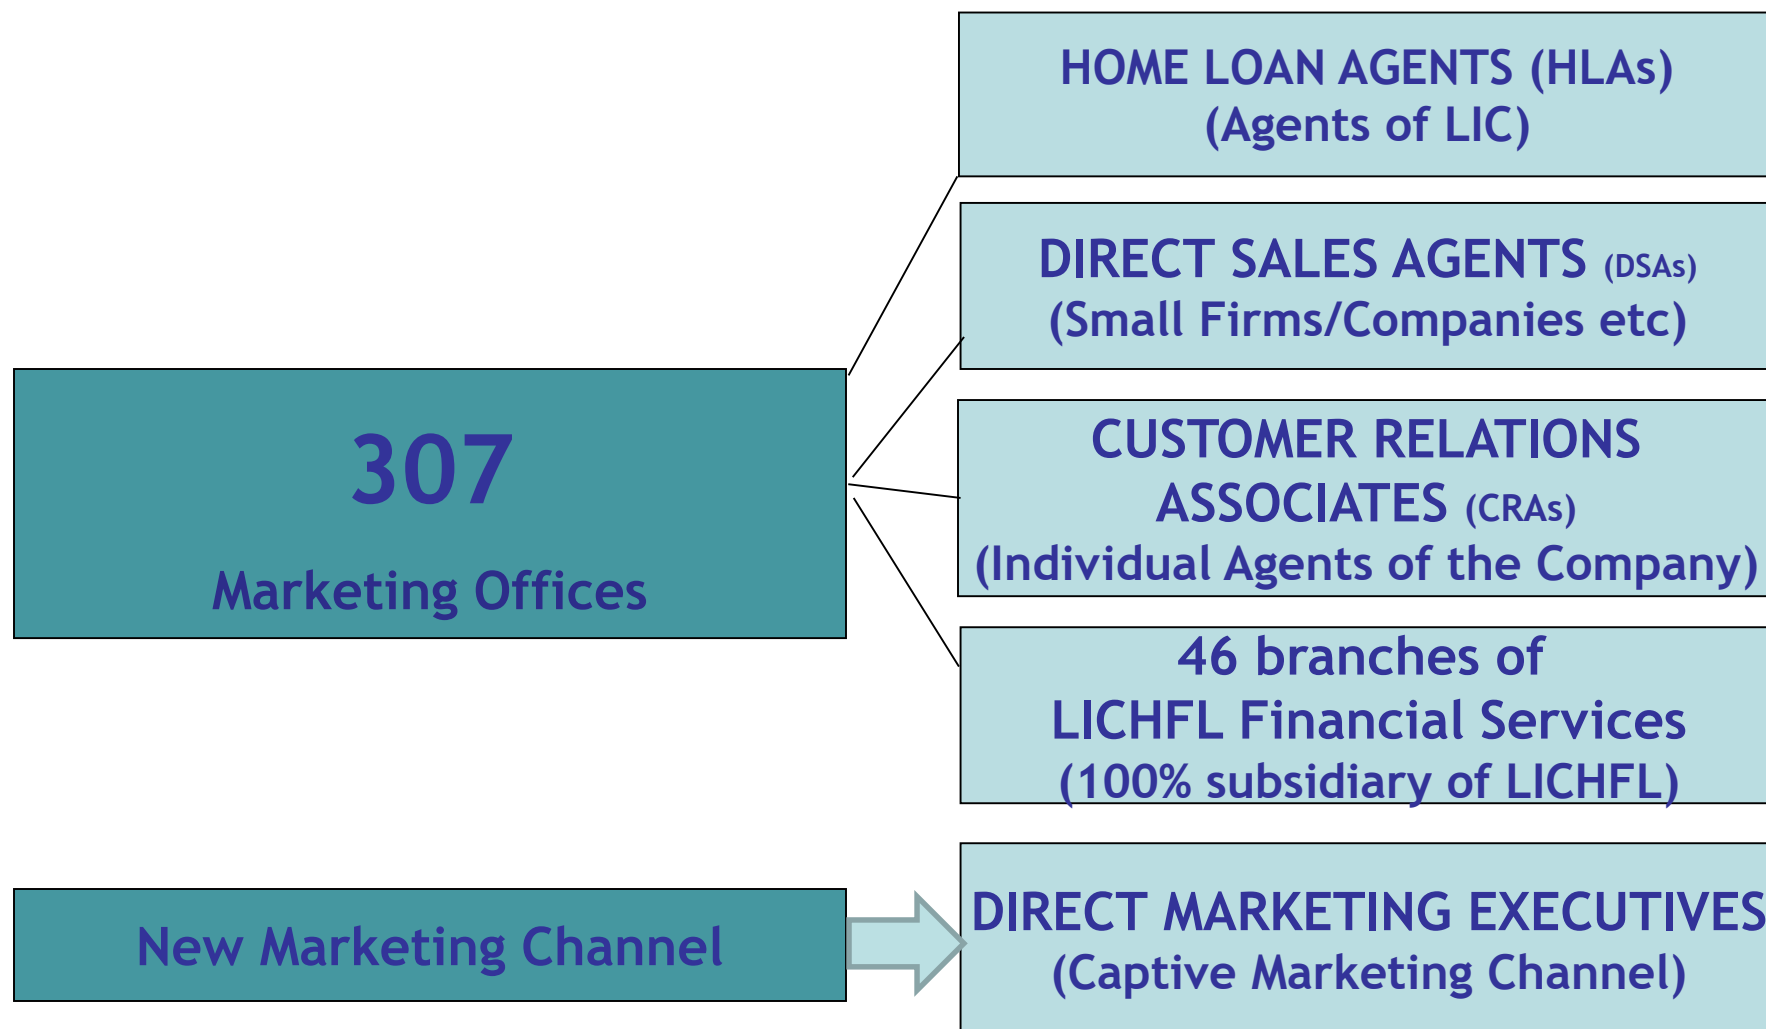 HOME LOAN AGENTS (HLAs)
(Agents of LIC)
DIRECT SALES AGENTS (DSAs)
(Small Firms/Companies etc)
307
Marketing Offices
CUSTOMER RELATIONS
ASSOCIATES (CRAs)
(Individual Agents of the Company)
46 branches of
LICHFL Financial Services
(100% subsidiary of LICHFL)
New Marketing Channel
DIRECT MARKETING EXECUTIVES
(Captive Marketing Channel)